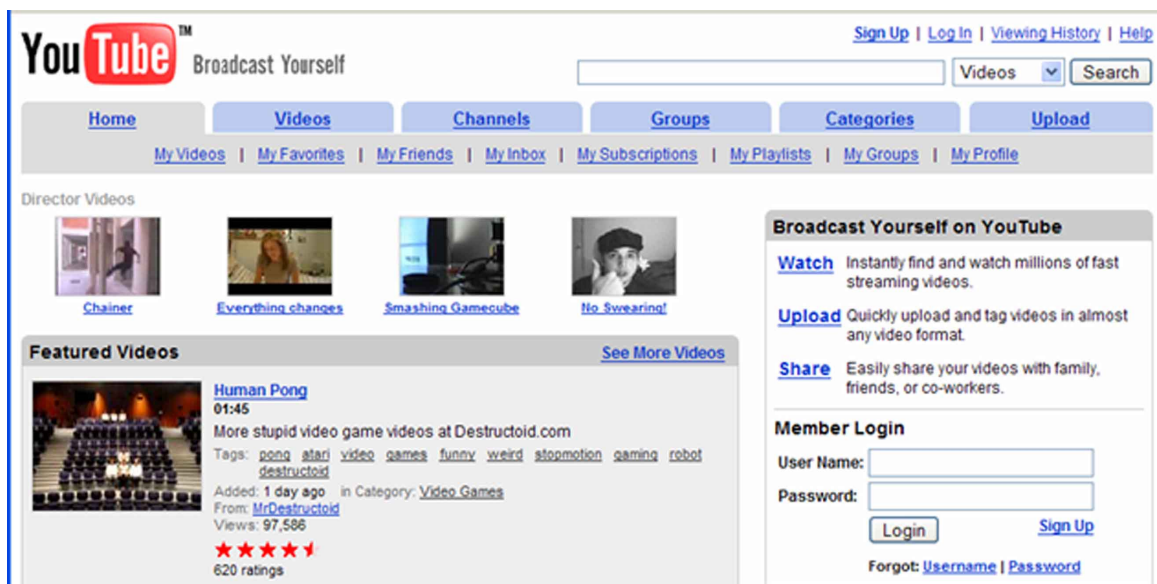 YouTube™ Broadcast Yourself
Sign Up | Log In | Viewing History | Help
Videos Search
Home Videos Channels Groups Categories Upload
My Videos | My Favorites | My Friends | My Inbox | My Subscriptions | My Playlists | My Groups | My Profile
Director Videos
Chainer Everything changes Smashing Gamecube No Swearing!
Featured Videos See More Videos
Human Pong
01:45
More stupid video game videos at Destructoid.com
Tags: pong atari video games funny weird stopmotion gaming robot
destructoid
Added: 1 day ago in Category: Video Games
From: MrDestructoid
Views: 97,586
620 ratings
Broadcast Yourself on YouTube
Watch Instantly find and watch millions of fast
streaming videos.
Upload Quickly upload and tag videos in almost
any video format.
Share Easily share your videos with family,
friends, or co-workers.
Member Login
User Name:
Password:
Login Sign Up
Forgot: Username | Password